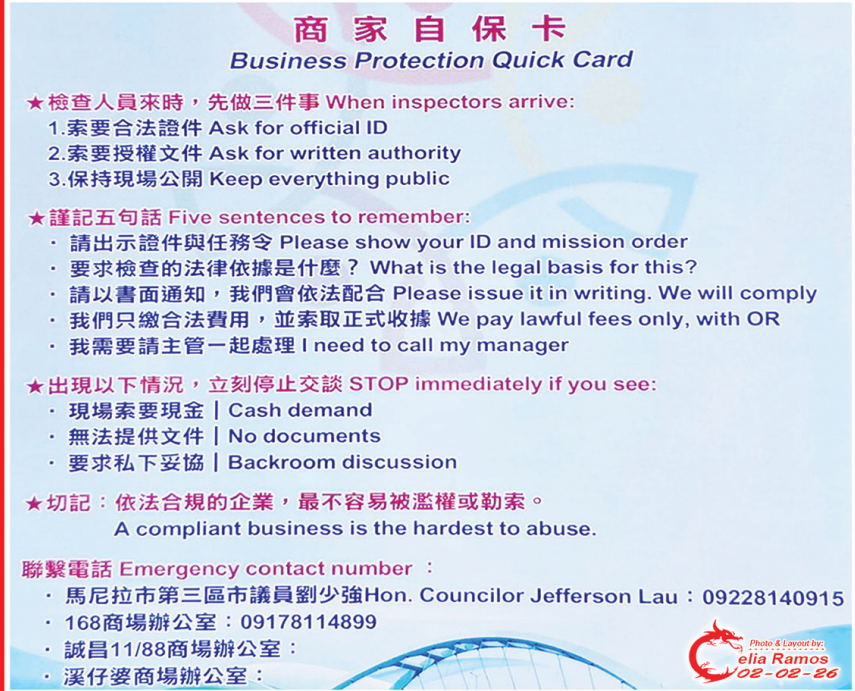 商家自保卡
Business Protection Quick Card
★檢查人員來時，先做三件事 When inspectors arrive:
1.索要合法證件 Ask for official ID
2.索要授權文件 Ask for written authority
3.保持現場公開 Keep everything public
★謹記五句話 Five sentences to remember:
· 請出示證件與任務令 Please show your ID and mission order
· 要求檢查的法律依據是什麼？ What is the legal basis for this?
· 請以書面通知，我們會依法配合 Please issue it in writing. We will comply
· 我們只繳合法費用，並索取正式收據 We pay lawful fees only, with OR
· 我需要請主管一起處理 I need to call my manager
★出現以下情況，立刻停止交談 STOP immediately if you see:
· 現場索要現金 | Cash demand
· 無法提供文件 | No documents
· 要求私下妥協 | Backroom discussion
★切記：依法合規的企業，最不容易被濫權或勒索。
A compliant business is the hardest to abuse.
聯繫電話 Emergency contact number ：
· 馬尼拉市第三區市議員劉少強Hon. Councilor Jefferson Lau：09228140915
· 168商場辦公室：09178114899
· 誠昌11/88商場辦公室：
· 溪仔婆商場辦公室：
Photo & Layout by:
Celia Ramos
02-02-26